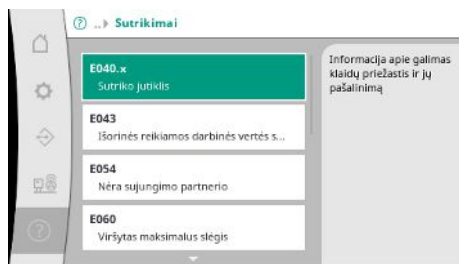 ..▸ Sutrikimai
E040.x
Sutriko jutiklis
E043
Išorinės reikiamos darbinės vertės s...
E054
Nėra sujungimo partnerio
E060
Viršytas maksimalus slėgis
Informacija apie galimas
klaidų priežastis ir jų
pašalinimą